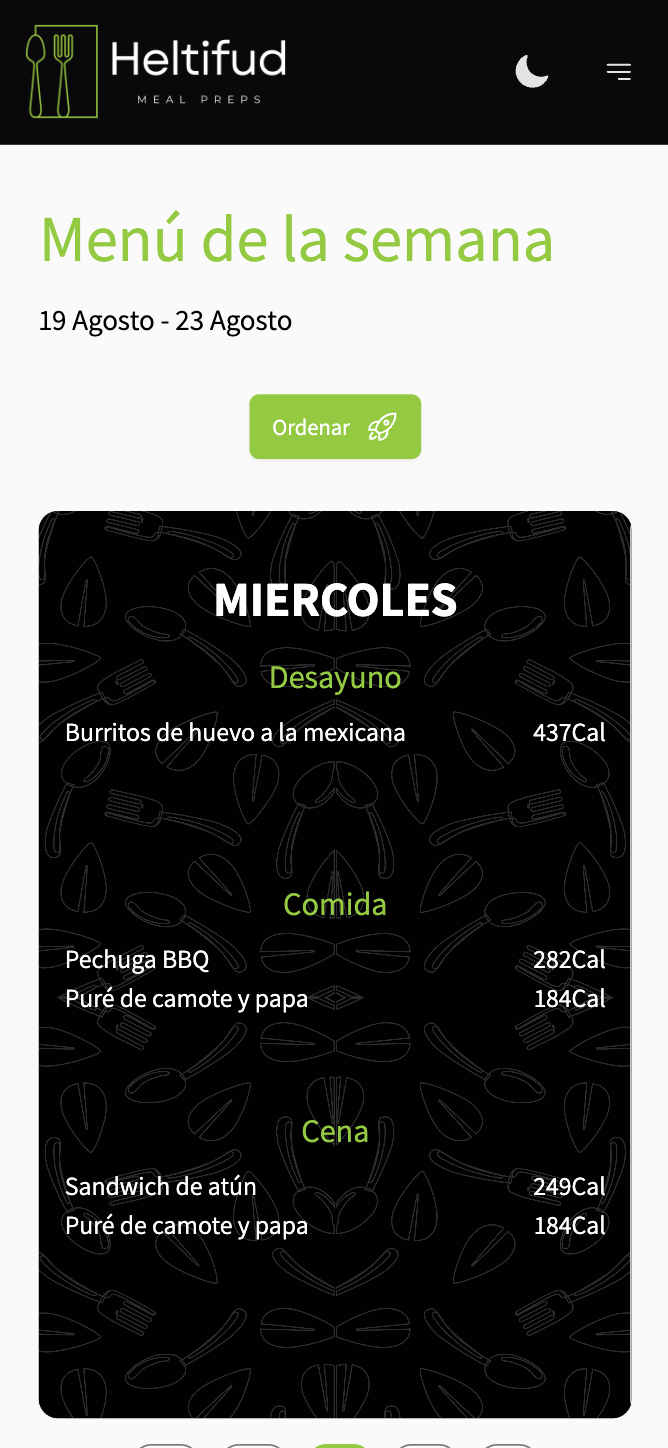 Heltifud
MEAL PREPS
Menú de la semana
19 Agosto - 23 Agosto
Ordenar
MIERCOLES
Desayuno
Burritos de huevo a la mexicana 437Cal
Comida
Pechuga BBQ 282Cal
Puré de camote y papa 184Cal
Cena
Sandwich de atún 249Cal
Puré de camote y papa 184Cal